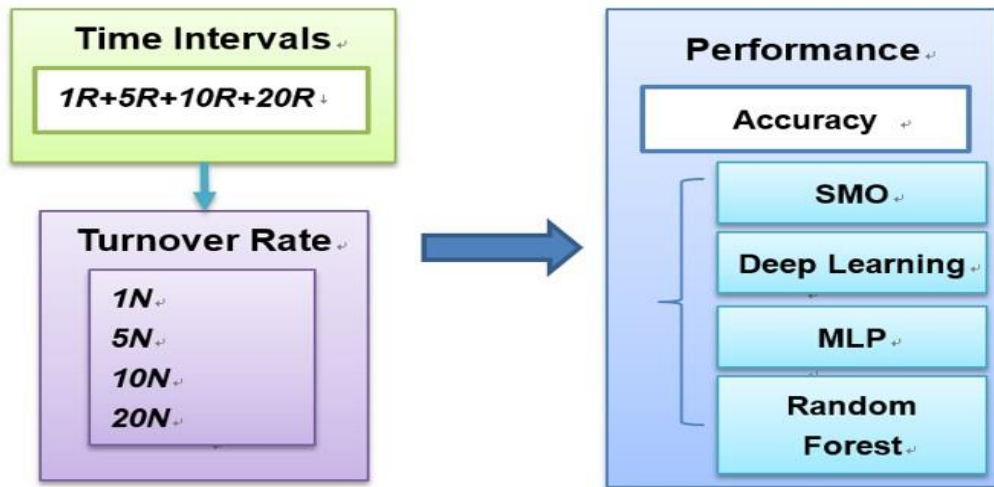 Time Intervals
1R+5R+10R+20R
Turnover Rate
1N
5N
10N
20N
Performance
Accuracy
SMO
Deep Learning
MLP
Random
Forest